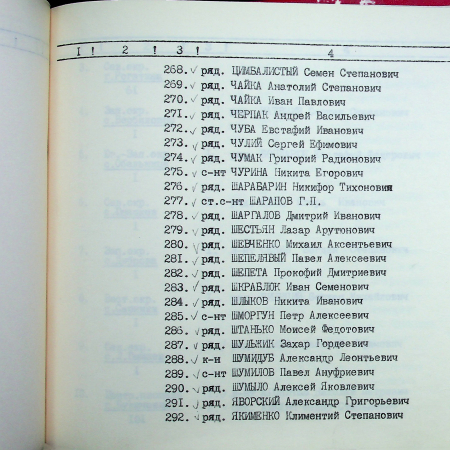 1 ! 2 ! 3 ! 4
268. ряд. ЦИМБАЛИСТЫЙ Семен Степанович
269. ряд. ЧАЙКА Анатолий Степанович
270. ряд. ЧАЙКА Иван Павлович
271. ряд. ЧЕРПАК Андрей Васильевич
272. ряд. ЧУБА Евстафий Иванович
273. ряд. ЧУЛИЙ Сергей Ефимович
274. ряд. ЧУМАК Григорий Радионович
275. с-нт ЧУРИНА Никита Егорович
276. ряд. ШАРАБАРИН Никифор Тихонович
277. ст.с-нт ШАРАПОВ Г.П.
278. ряд. ШАРГАЛОВ Дмитрий Иванович
279. ряд. ШЕСТЬЯН Лазар Арутюнович
280. ряд. ШЕВЧЕНКО Михаил Аксентьевич
281. ряд. ШЕПЕЛЯВЫЙ Павел Алексеевич
282. ряд. ШЕПЕТА Прокофий Дмитриевич
283. ряд. ШКРАБЛЮК Иван Семенович
284. ряд. ШЛЫКОВ Никита Иванович
285. с-нт ШМОРГУН Петр Алексеевич
286. ряд. ШТАНЬКО Моисей Федотович
287. ряд. ШУЛЬЖИК Захар Гордеевич
288. к-н ШУМИДУБ Александр Леонтьевич
289. с-нт ШУМИЛОВ Павел Ануфриевич
290. ряд. ШУМЫЛО Алексей Яковлевич
291. ряд. ЯВОРСКИЙ Александр Григорьевич
292. ряд. ЯКИМЕНКО Климентий Степанович